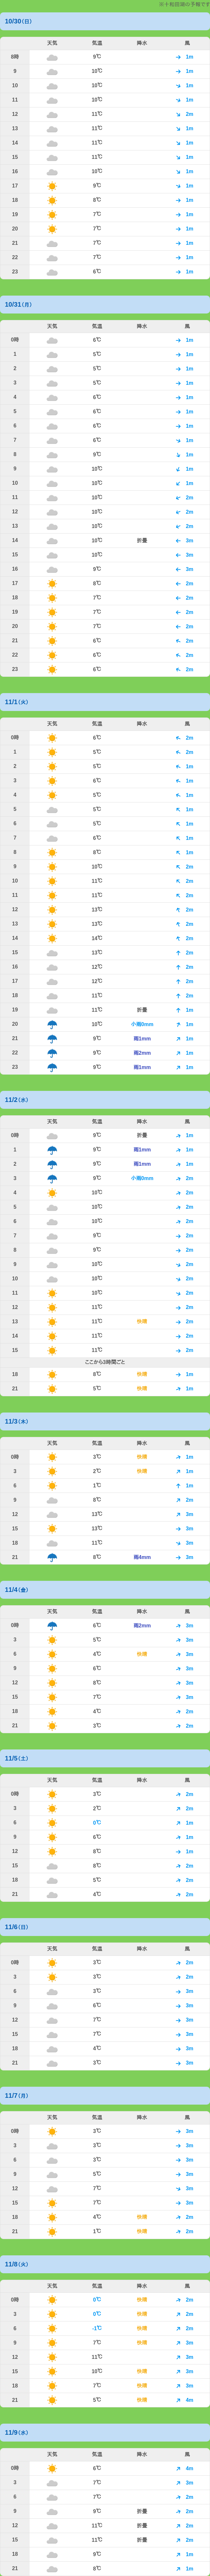 ※十和田湖の予報です
10/30(日)
天気 気温 降水 風
8時 9℃ 1m
9 10℃ 1m
10 10℃ 1m
11 10℃ 1m
12 11℃ 2m
13 11℃ 1m
14 11℃ 1m
15 11℃ 1m
16 10℃ 1m
17 9℃ 1m
18 8℃ 1m
19 7℃ 1m
20 7℃ 1m
21 7℃ 1m
22 7℃ 1m
23 6℃ 1m
10/31(月)
天気 気温 降水 風
0時 6℃ 1m
1 5℃ 1m
2 5℃ 1m
3 5℃ 1m
4 6℃ 1m
5 6℃ 1m
6 6℃ 1m
7 6℃ 1m
8 9℃ 1m
9 10℃ 1m
10 10℃ 1m
11 10℃ 2m
12 10℃ 2m
13 10℃ 2m
14 10℃ 折畳 3m
15 10℃ 3m
16 9℃ 3m
17 8℃ 2m
18 7℃ 2m
19 7℃ 2m
20 7℃ 2m
21 6℃ 2m
22 6℃ 2m
23 6℃ 2m
11/1(火)
天気 気温 降水 風
0時 6℃ 2m
1 5℃ 2m
2 5℃ 1m
3 6℃ 1m
4 5℃ 1m
5 5℃ 1m
6 5℃ 1m
7 6℃ 1m
8 8℃ 1m
9 10℃ 2m
10 11℃ 2m
11 11℃ 2m
12 13℃ 2m
13 13℃ 2m
14 14℃ 2m
15 13℃ 2m
16 12℃ 2m
17 12℃ 2m
18 11℃ 2m
19 11℃ 折畳 1m
20 10℃ 小雨0mm 1m
21 9℃ 雨1mm 1m
22 9℃ 雨2mm 1m
23 9℃ 雨1mm 1m
11/2(水)
天気 気温 降水 風
0時 9℃ 折畳 1m
1 9℃ 雨1mm 1m
2 9℃ 雨1mm 1m
3 9℃ 小雨0mm 2m
4 10℃ 2m
5 10℃ 2m
6 10℃ 2m
7 9℃ 2m
8 9℃ 2m
9 10℃ 2m
10 10℃ 2m
11 10℃ 2m
12 11℃ 2m
13 11℃ 快晴 2m
14 11℃ 2m
15 11℃ 2m
ここから3時間ごと
18 8℃ 快晴 1m
21 5℃ 快晴 1m
11/3(木)
天気 気温 降水 風
0時 3℃ 快晴 1m
3 2℃ 快晴 1m
6 1℃ 1m
9 8℃ 2m
12 13℃ 3m
15 13℃ 3m
18 11℃ 3m
21 8℃ 雨4mm 3m
11/4(金)
天気 気温 降水 風
0時 6℃ 雨2mm 3m
3 5℃ 3m
6 4℃ 快晴 3m
9 6℃ 3m
12 8℃ 3m
15 7℃ 3m
18 4℃ 2m
21 3℃ 2m
11/5(土)
天気 気温 降水 風
0時 3℃ 2m
3 2℃ 2m
6 0℃ 1m
9 6℃ 1m
12 8℃ 1m
15 8℃ 2m
18 5℃ 2m
21 4℃ 2m
11/6(日)
天気 気温 降水 風
0時 3℃ 2m
3 3℃ 2m
6 3℃ 3m
9 6℃ 3m
12 7℃ 3m
15 7℃ 3m
18 4℃ 3m
21 3℃ 3m
11/7(月)
天気 気温 降水 風
0時 3℃ 3m
3 3℃ 3m
6 3℃ 3m
9 5℃ 3m
12 7℃ 3m
15 7℃ 3m
18 4℃ 快晴 2m
21 1℃ 快晴 2m
11/8(火)
天気 気温 降水 風
0時 0℃ 快晴 2m
3 0℃ 快晴 2m
6 -1℃ 快晴 2m
9 7℃ 快晴 3m
12 11℃ 3m
15 10℃ 快晴 3m
18 7℃ 快晴 3m
21 5℃ 快晴 4m
11/9(水)
天気 気温 降水 風
0時 6℃ 4m
3 7℃ 3m
6 7℃ 2m
9 9℃ 折畳 2m
12 11℃ 折畳 2m
15 11℃ 折畳 2m
18 9℃ 1m
21 8℃ 1m